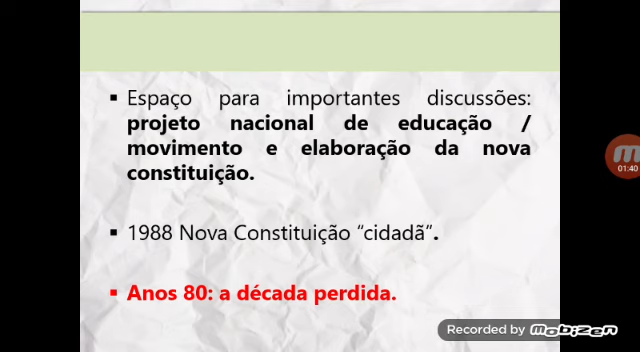 ▪ Espaço para importantes discussões:
projeto nacional de educação /
movimento e elaboração da nova
constituição.
▪ 1988 Nova Constituição “cidadã”.
▪ Anos 80: a década perdida.
01:40
Recorded by mobizen